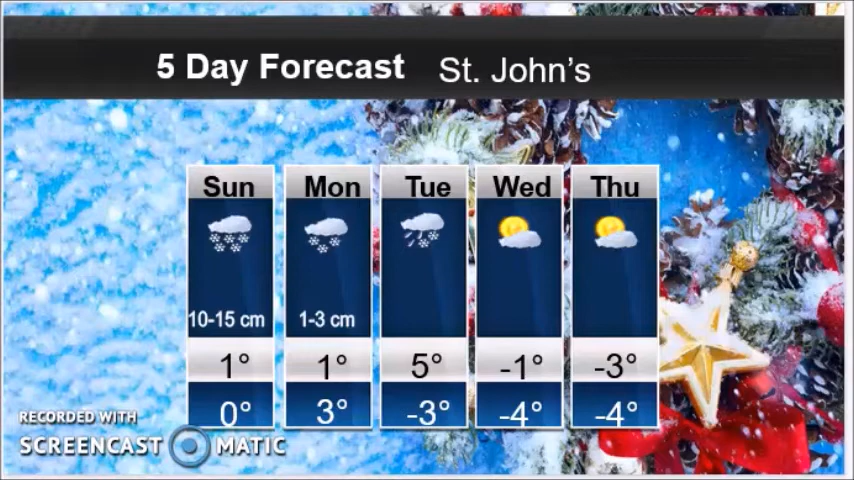 5 Day Forecast St. John's
Sun Mon Tue Wed Thu
10-15 cm 1-3 cm
1° 1° 5° -1° -3°
0° 3° -3° -4° -4°
RECORDED WITH
SCREENCAST MATIC